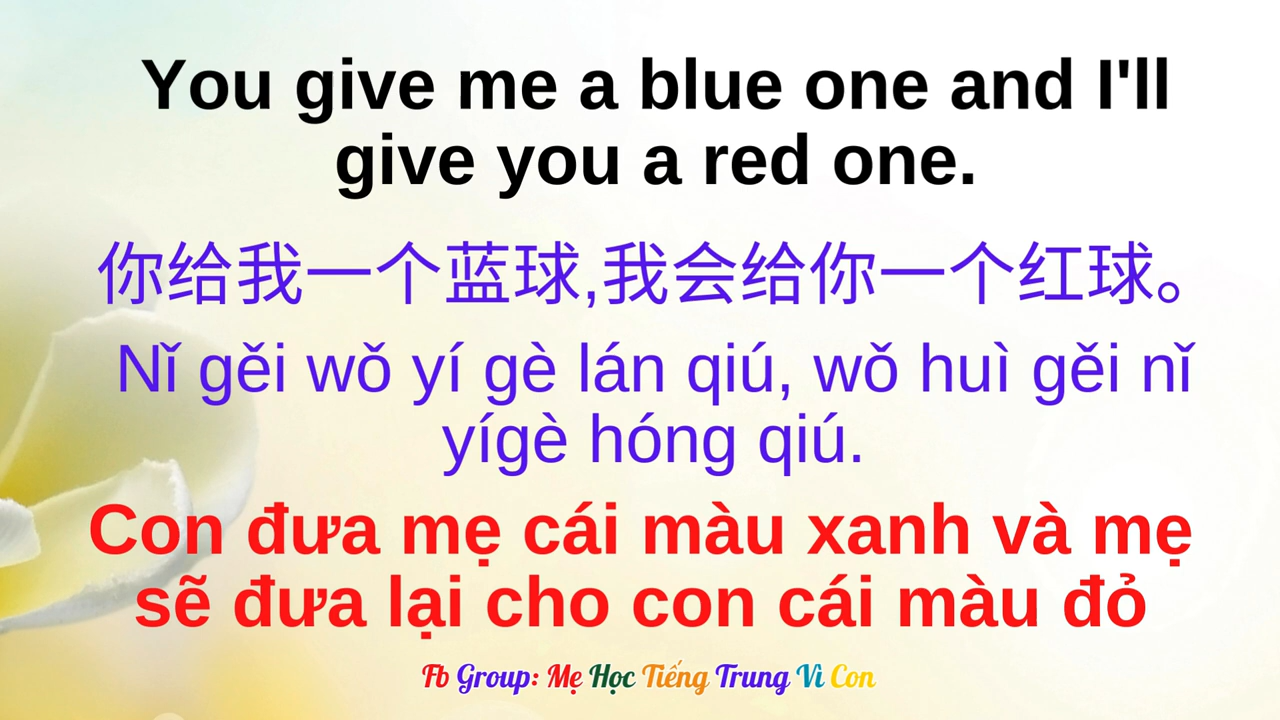 You give me a blue one and I'll
give you a red one.
你给我一个蓝球,我会给你一个红球。
Nǐ gěi wǒ yí gè lán qiú, wǒ huì gěi nǐ
yígè hóng qiú.
Con đưa mẹ cái màu xanh và mẹ
sẽ đưa lại cho con cái màu đỏ
Fb Group: Mẹ Học Tiếng Trung Vì Con